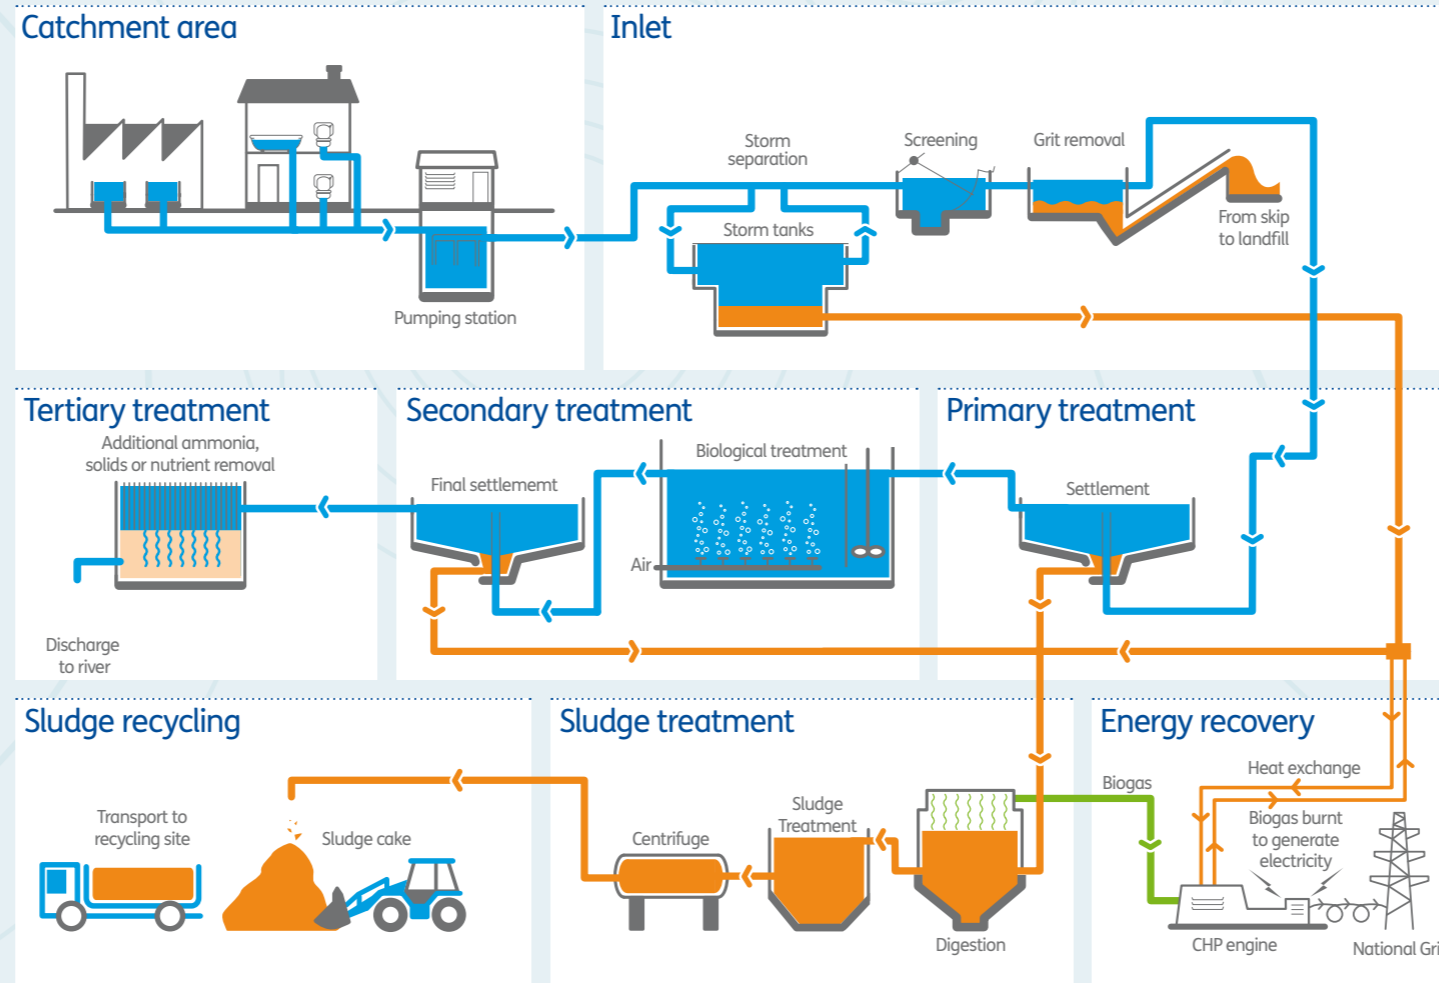 Catchment area
Pumping station
Inlet
Storm
separation
Storm tanks
Screening
Grit removal
From skip
to landfill
Tertiary treatment
Additional ammonia,
solids or nutrient removal
Discharge
to river
Secondary treatment
Final settlememt
Biological treatment
Air
Primary treatment
Settlement
Sludge recycling
Transport to
recycling site
Sludge cake
Sludge treatment
Centrifuge
Sludge
Treatment
Digestion
Energy recovery
Biogas
Heat exchange
Biogas burnt
to generate
electricity
CHP engine
National Gri